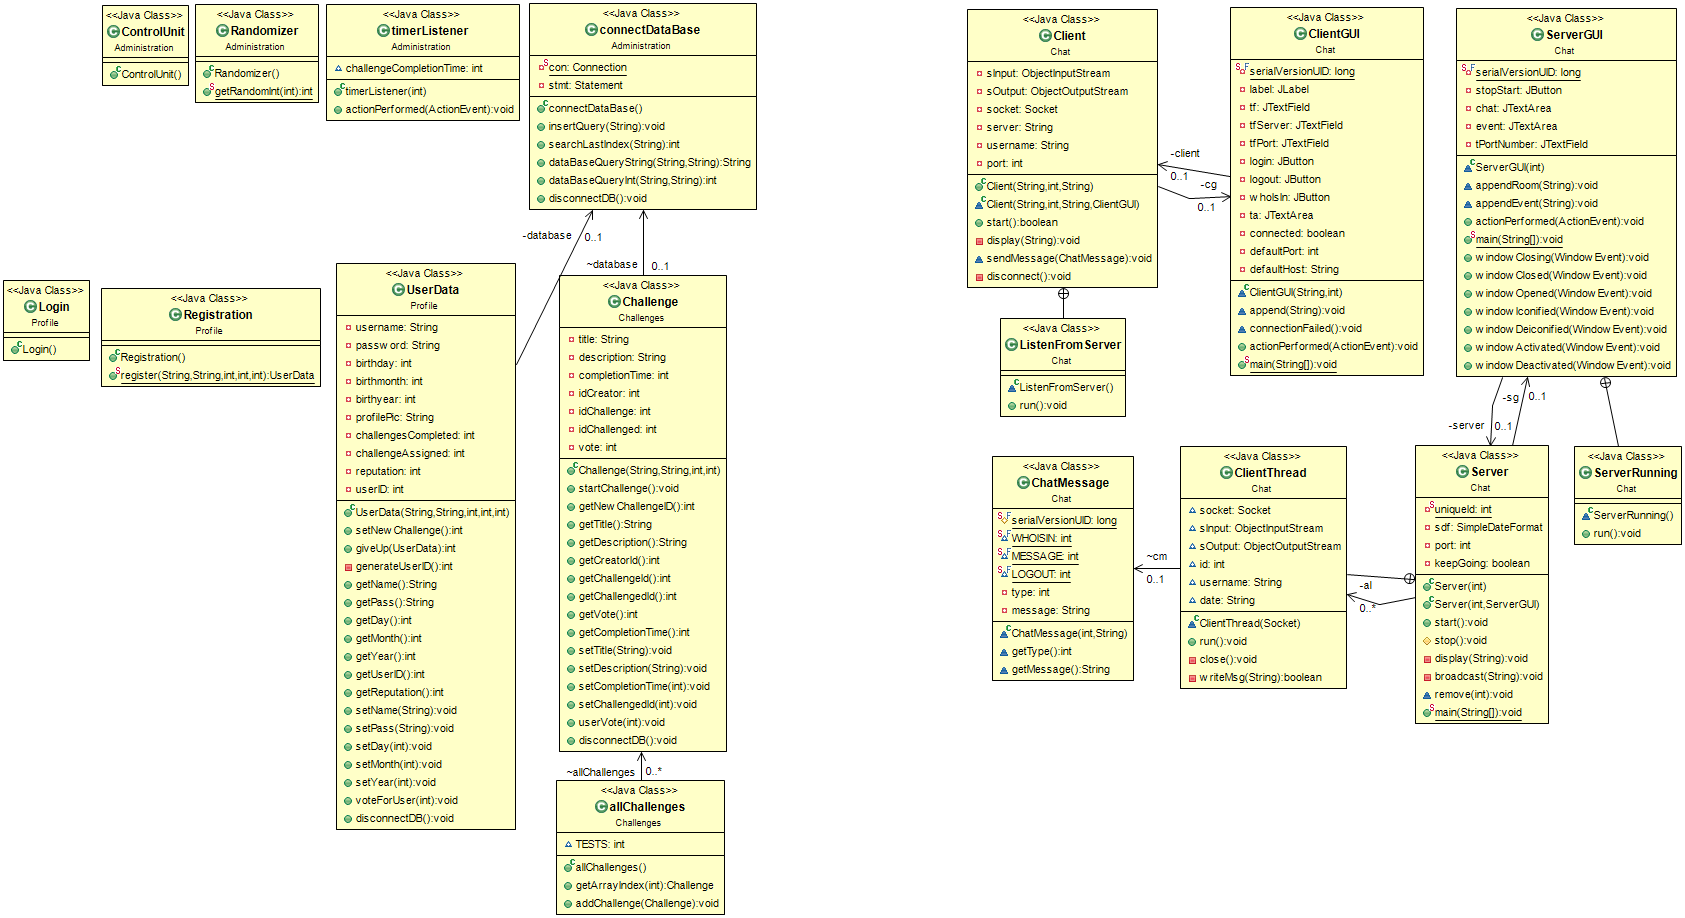 <<Java Class>>
ControlUnit
Administration
ControlUnit()
<<Java Class>>
Randomizer
Administration
Randomizer()
getRandomInt(int):int
<<Java Class>>
timerListener
Administration
challengeCompletionTime: int
timerListener(int)
actionPerformed(ActionEvent):void
<<Java Class>>
connectDataBase
Administration
con: Connection
stmt: Statement
connectDataBase()
insertQuery(String):void
searchLastIndex(String):int
dataBaseQueryString(String,String):String
dataBaseQueryInt(String,String):int
disconnectDB():void
-database
0..1
~database
0..1
<<Java Class>>
Login
Profile
Login()
<<Java Class>>
Registration
Profile
Registration()
register(String,String,int,int,int):UserData
<<Java Class>>
UserData
Profile
username: String
password: String
birthday: int
birthmonth: int
birthyear: int
profilePic: String
challengesCompleted: int
challengeAssigned: int
reputation: int
userID: int
UserData(String,String,int,int,int)
setNewChallenge():int
giveUp(UserData):int
generateUserID():int
getName():String
getPass():String
getDay():int
getMonth():int
getYear():int
getUserID():int
getReputation():int
setName(String):void
setPass(String):void
setDay(int):void
setMonth(int):void
setYear(int):void
voteForUser(int):void
disconnectDB():void
<<Java Class>>
Challenge
Challenges
title: String
description: String
completionTime: int
idCreator: int
idChallenge: int
idChallenged: int
vote: int
Challenge(String,String,int,int)
startChallenge():void
getNewChallengeID():int
getTitle():String
getDescription():String
getCreatorId():int
getChallengeId():int
getChallengedId():int
getVote():int
getCompletionTime():int
setTitle(String):void
setDescription(String):void
setCompletionTime(int):void
setChallengedId(int):void
userVote(int):void
disconnectDB():void
~allChallenges
0..*
<<Java Class>>
allChallenges
Challenges
TESTS: int
allChallenges()
getArrayIndex(int):Challenge
addChallenge(Challenge):void
<<Java Class>>
Client
Chat
sInput: ObjectInputStream
sOutput: ObjectOutputStream
socket: Socket
server: String
username: String
port: int
Client(String,int,String)
Client(String,int,String,ClientGUI)
start():boolean
display(String):void
sendMessage(ChatMessage):void
disconnect():void
-client
0..1
-cg
0..1
<<Java Class>>
ClientGUI
Chat
serialVersionUID: long
label: JLabel
tf: JTextField
tfServer: JTextField
tfPort: JTextField
login: JButton
logout: JButton
whoIsIn: JButton
ta: JTextArea
connected: boolean
defaultPort: int
defaultHost: String
ClientGUI(String,int)
append(String):void
connectionFailed():void
actionPerformed(ActionEvent):void
main(String[]):void
<<Java Class>>
ServerGUI
Chat
serialVersionUID: long
stopStart: JButton
chat: JTextArea
event: JTextArea
tPortNumber: JTextField
ServerGUI(int)
appendRoom(String):void
appendEvent(String):void
actionPerformed(ActionEvent):void
main(String[]):void
windowClosing(WindowEvent):void
windowClosed(WindowEvent):void
windowOpened(WindowEvent):void
windowIconified(WindowEvent):void
windowDeiconified(WindowEvent):void
windowActivated(WindowEvent):void
windowDeactivated(WindowEvent):void
<<Java Class>>
ListenFromServer
Chat
ListenFromServer()
run():void
-sg
0..1
-server
0..1
<<Java Class>>
ChatMessage
Chat
serialVersionUID: long
WHOISIN: int
MESSAGE: int
LOGOUT: int
type: int
message: String
ChatMessage(int,String)
getType():int
getMessage():String
~cm
0..1
<<Java Class>>
ClientThread
Chat
socket: Socket
sInput: ObjectInputStream
sOutput: ObjectOutputStream
id: int
username: String
date: String
ClientThread(Socket)
run():void
close():void
writeMsg(String):boolean
-al
0..*
<<Java Class>>
Server
Chat
uniqueId: int
sdf: SimpleDateFormat
port: int
keepGoing: boolean
Server(int)
Server(int,ServerGUI)
start():void
stop():void
display(String):void
broadcast(String):void
remove(int):void
main(String[]):void
<<Java Class>>
ServerRunning
Chat
ServerRunning()
run():void